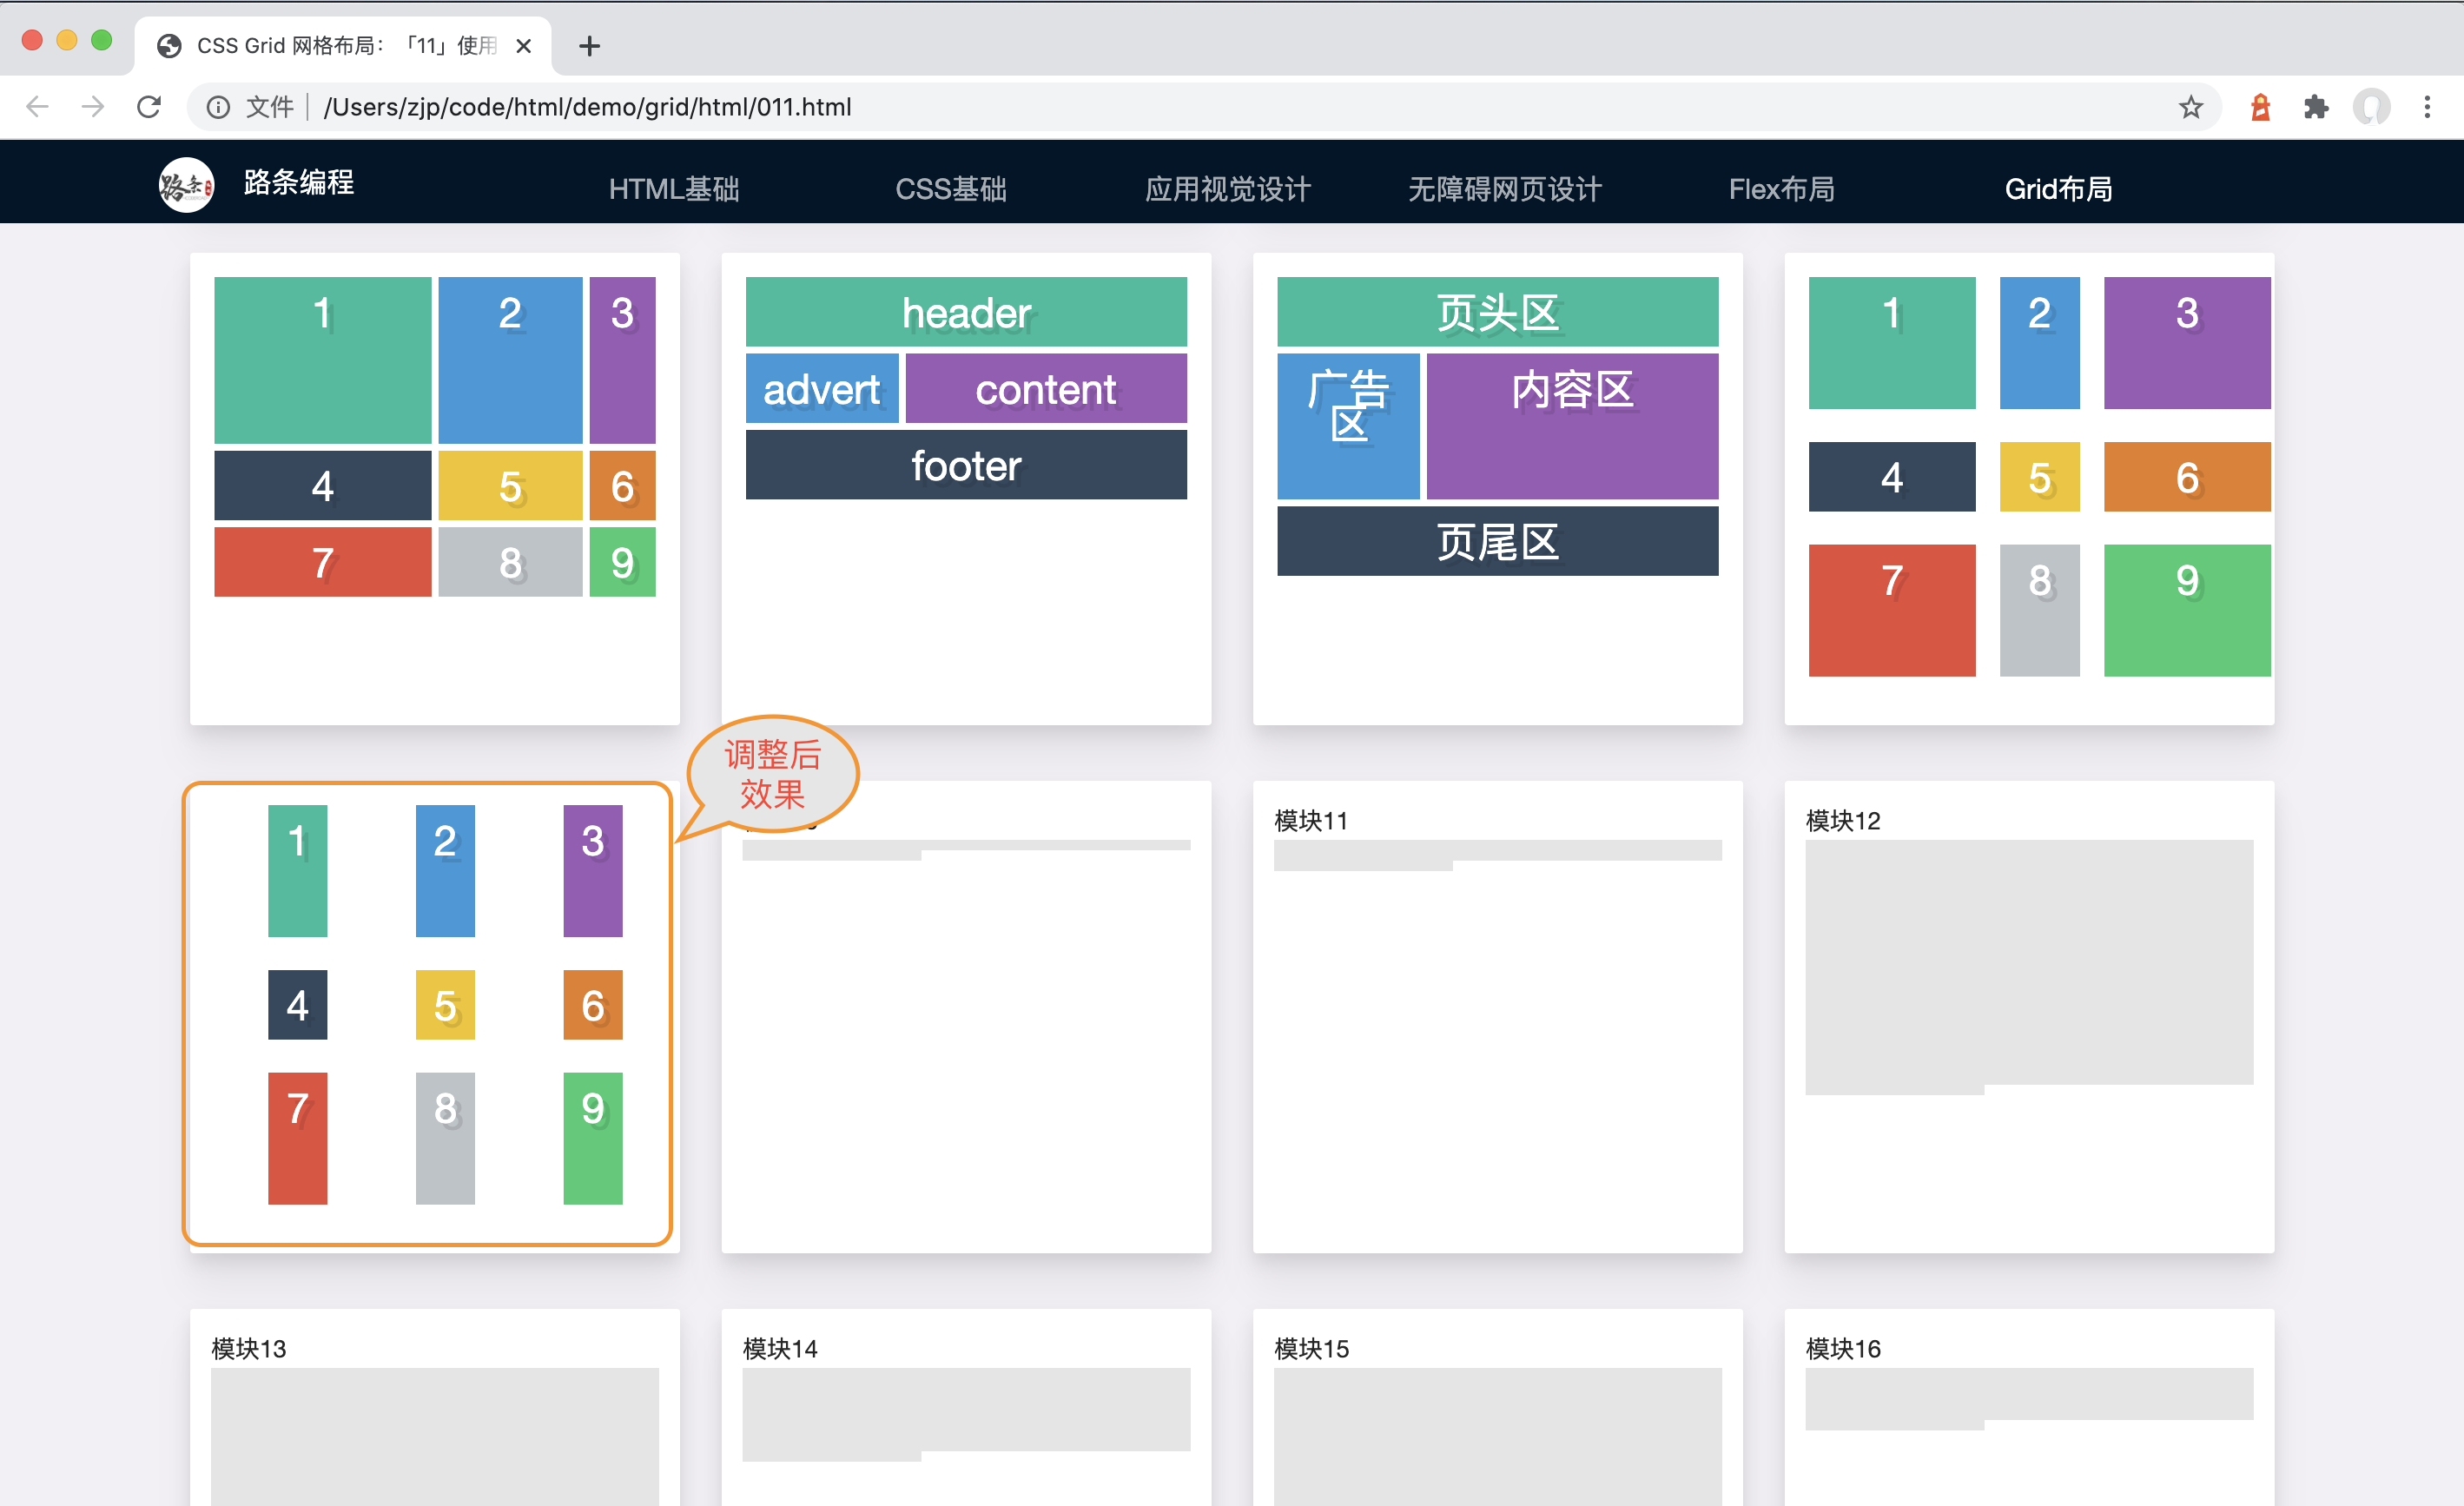 CSS Grid 网格布局：「11」使用
文件
/Users/zjp/code/html/demo/grid/html/011.html
路条
路条编程
HTML基础
CSS基础
应用视觉设计
无障碍网页设计
Flex布局
Grid布局
1
2
3
4
5
6
7
8
9
header
advert
content
footer
页头区
广告
区
内容区
页尾区
1
2
3
4
5
6
7
8
9
调整后
效果
1
2
3
4
5
6
7
8
9
模块11
模块12
模块13
模块14
模块15
模块16